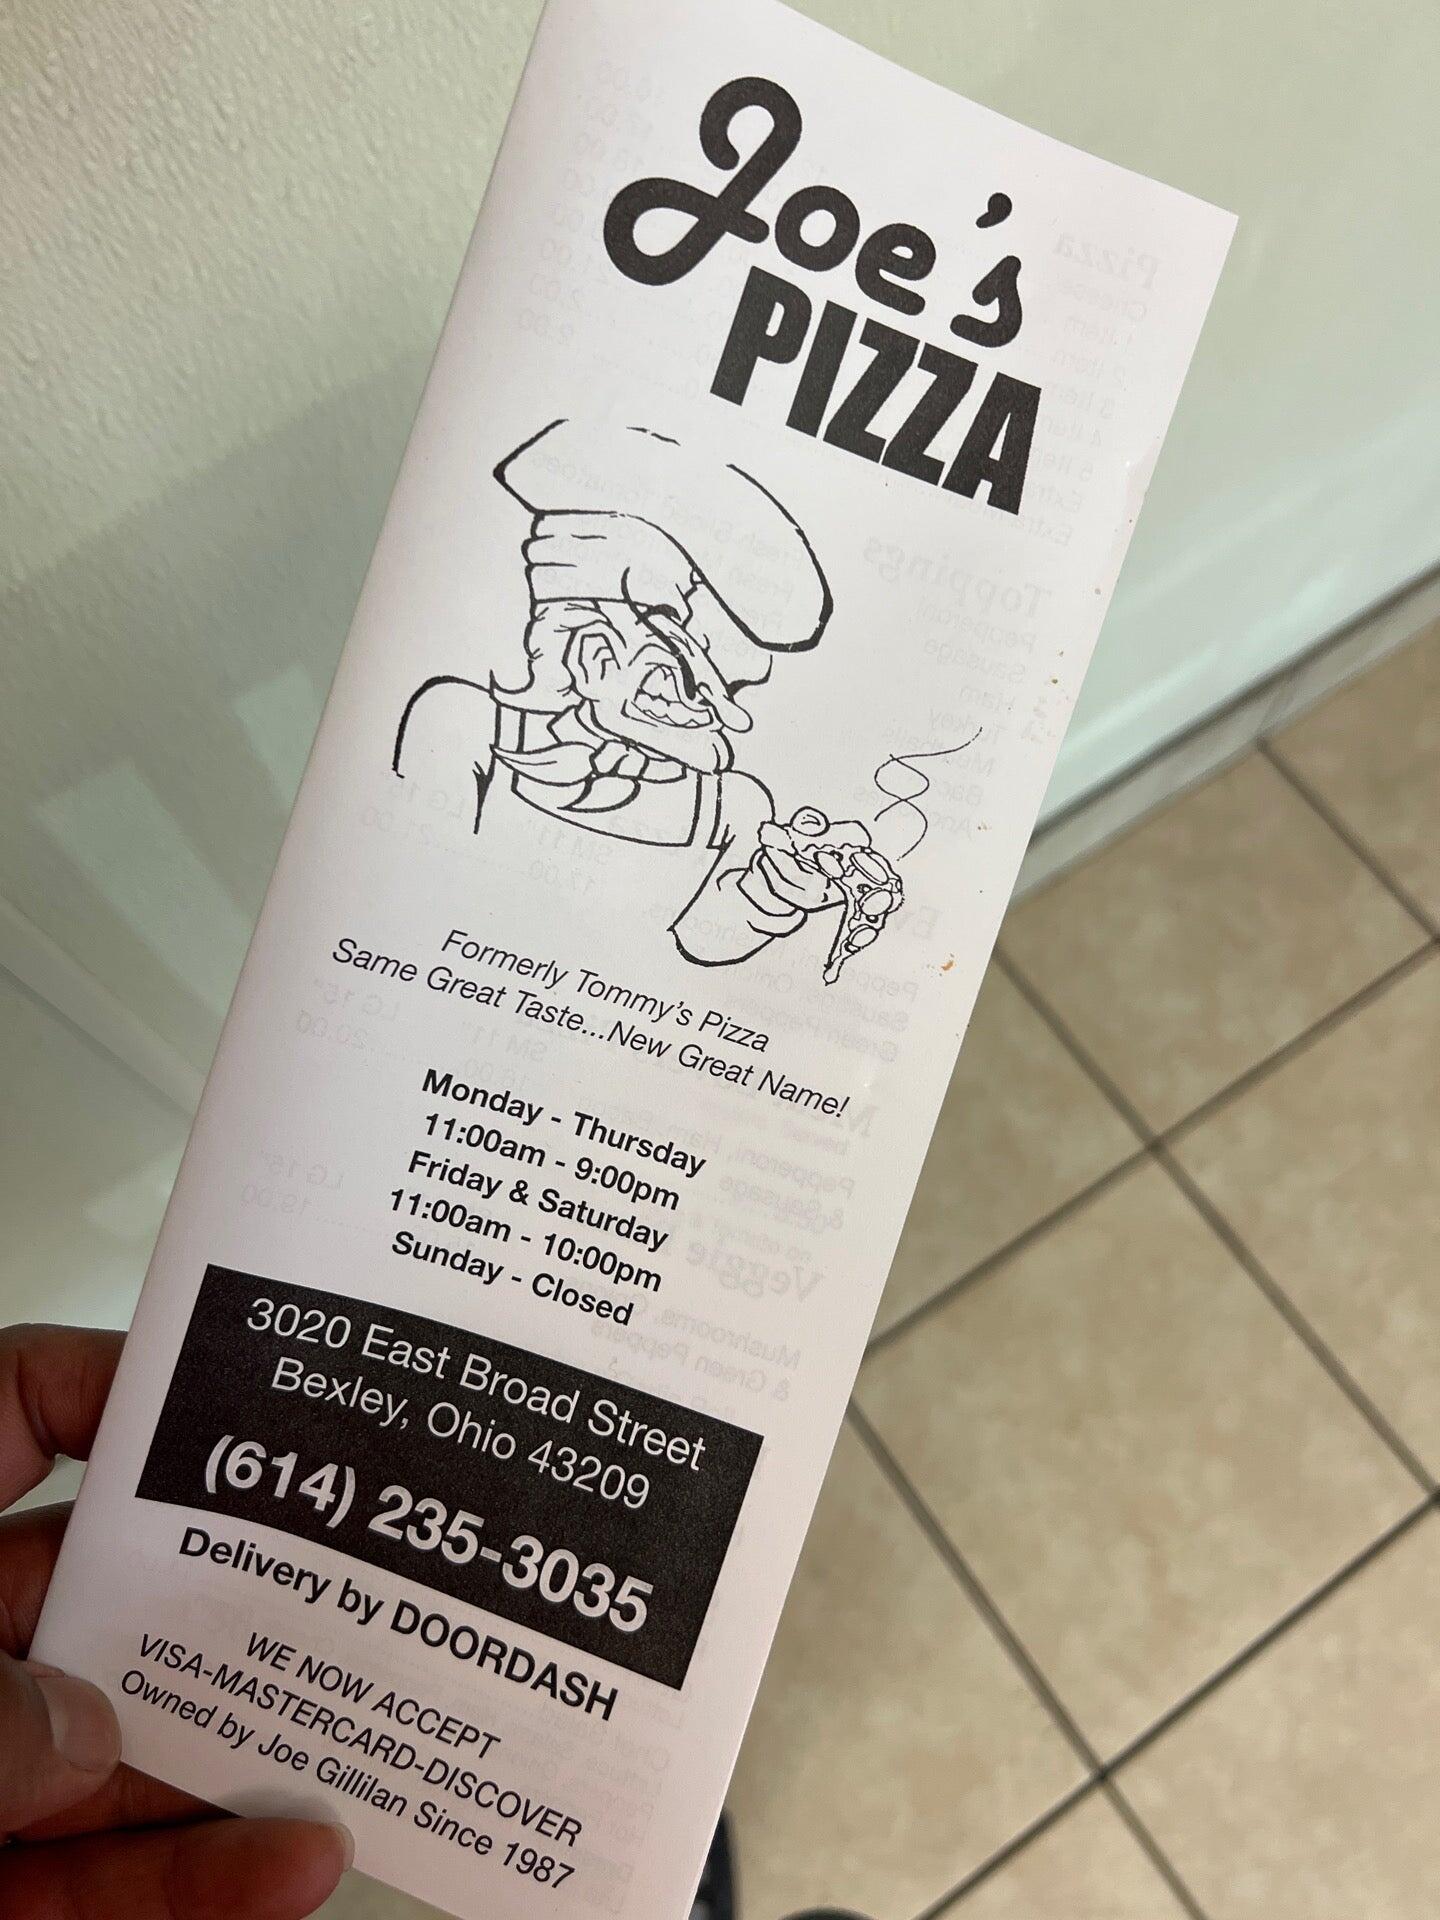 Joe's
PIZZA
Formerly Tommy's Pizza
Same Great Taste...New Great Name!
Monday - Thursday
11:00am - 9:00pm
Friday & Saturday
11:00am - 10:00pm
Sunday - Closed
3020 East Broad Street
Bexley, Ohio 43209
(614) 235-3035
Delivery by DOORDASH
WE NOW ACCEPT
VISA-MASTERCARD-DISCOVER
Owned by Joe Gillilan Since 1987